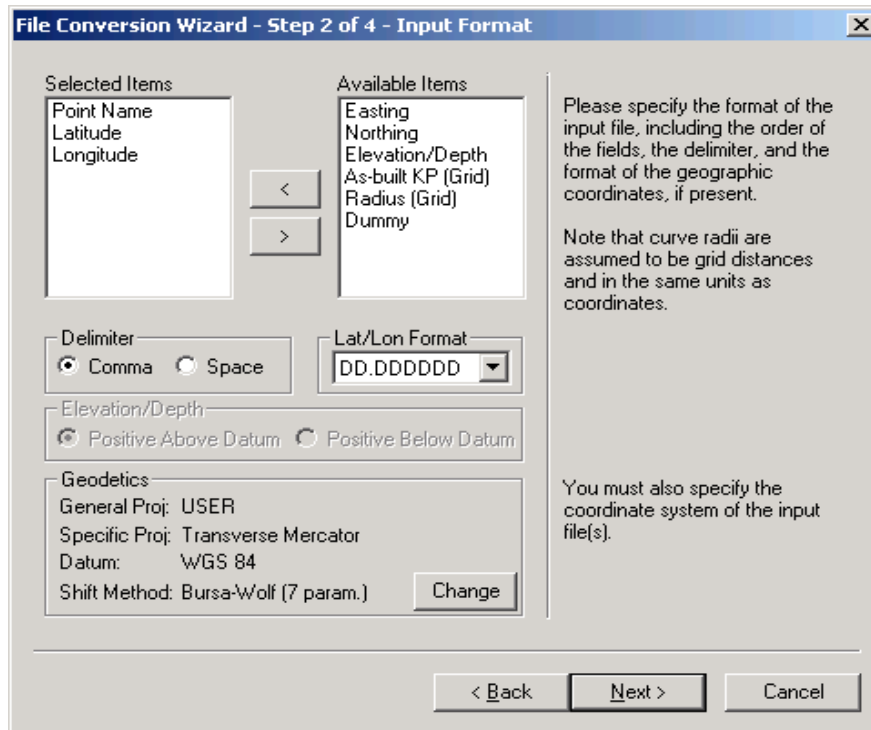 File Conversion Wizard - Step 2 of 4 - Input Format
Selected Items
Point Name
Latitude
Longitude
<
>
Available Items
Easting
Northing
Elevation/Depth
As-built KP (Grid)
Radius (Grid)
Dummy
Please specify the format of the
input file, including the order of
the fields, the delimiter, and the
format of the geographic
coordinates, if present.
Note that curve radii are
assumed to be grid distances
and in the same units as
coordinates.
Delimiter
Comma Space
Lat/Lon Format
DD.DDDDDD
Elevation/Depth
Positive Above Datum Positive Below Datum
Geodetics
General Proj: USER
Specific Proj: Transverse Mercator
Datum: WGS 84
Shift Method: Bursa-Wolf (7 param.)
Change
You must also specify the
coordinate system of the input
file(s).
< Back Next > Cancel